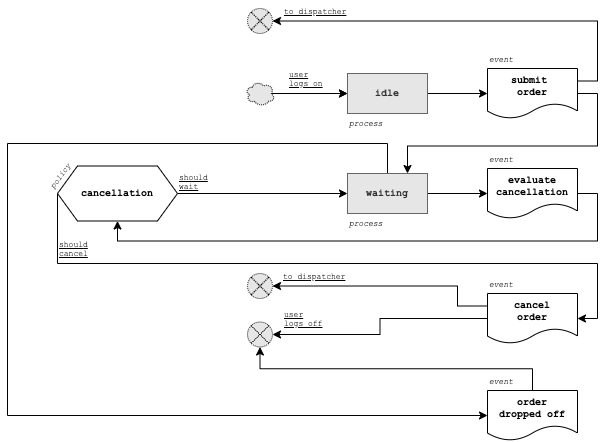 to dispatcher
event
submit
order
user
logs on
idle
process
event
policy
cancellation
should
wait
waiting
evaluate
cancellation
process
should
cancel
to dispatcher
event
cancel
order
user
logs off
event
order
dropped off